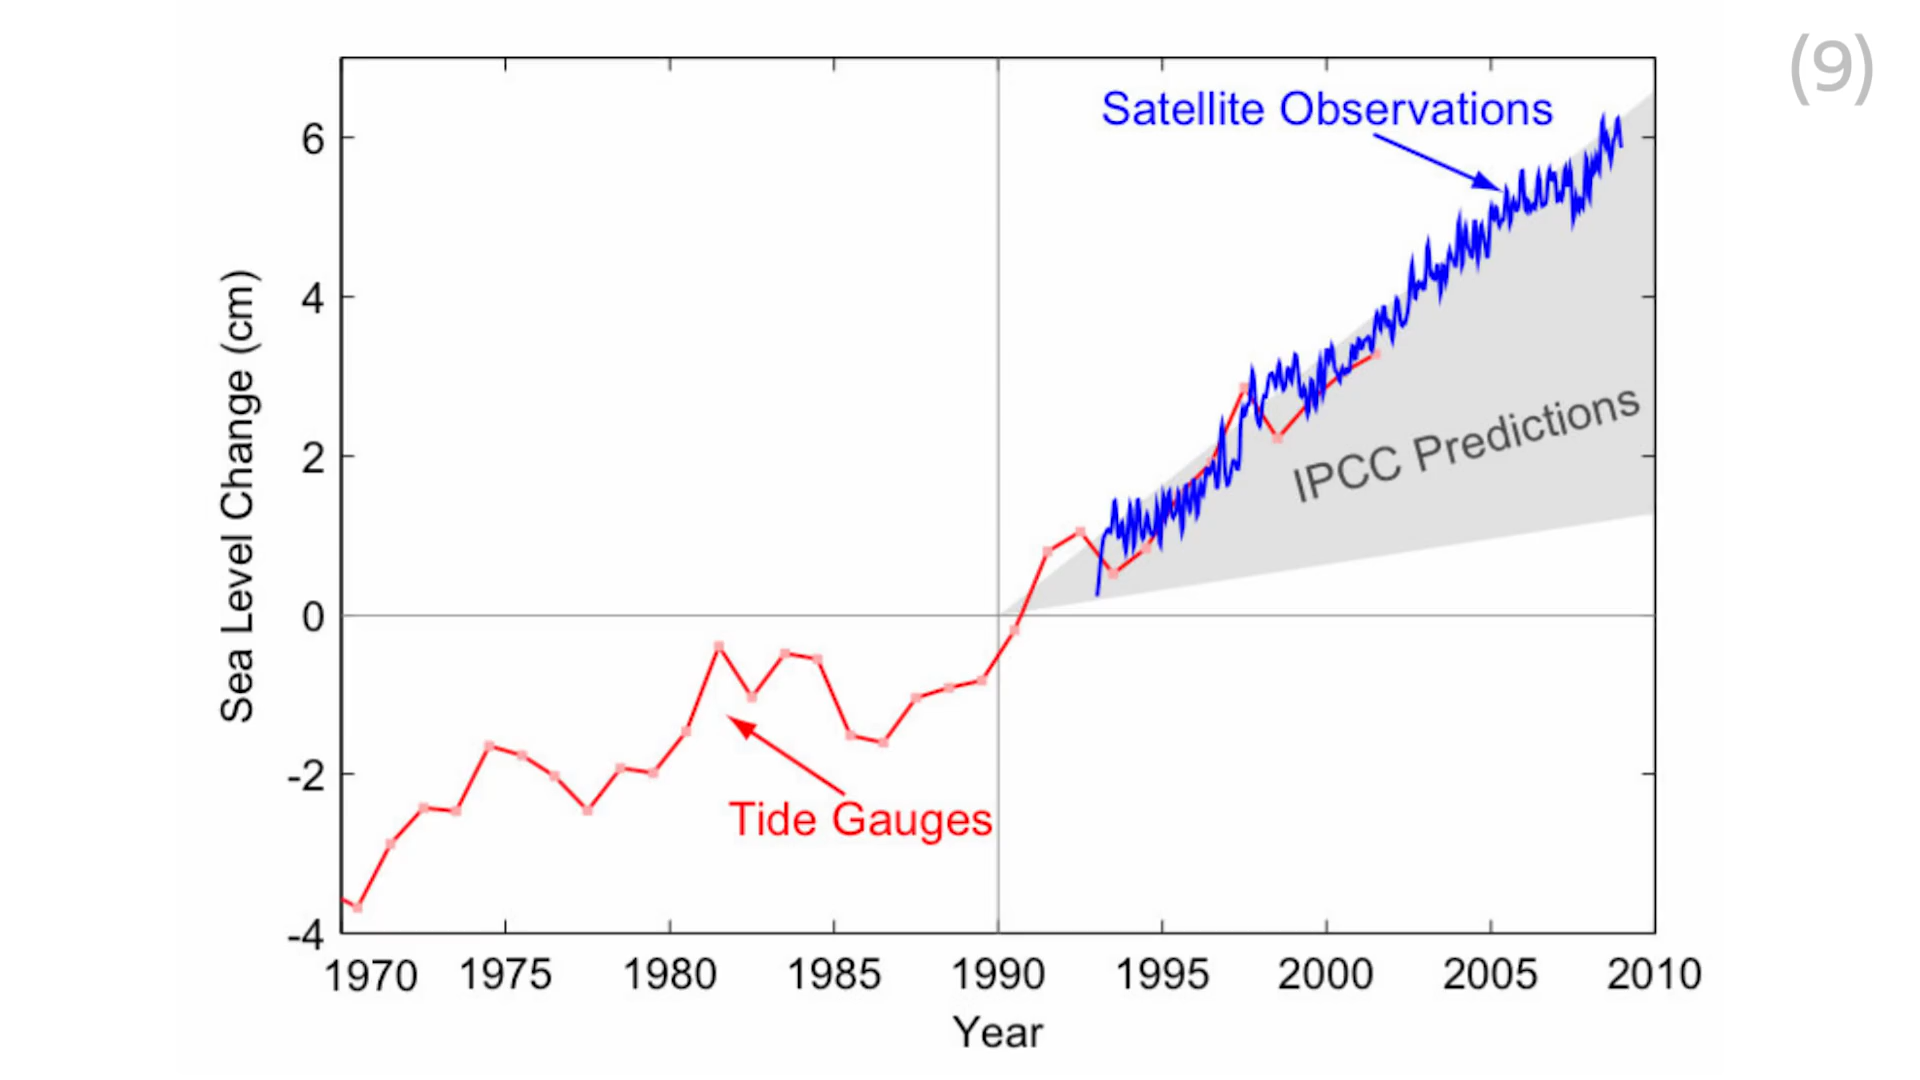 (9)
Satellite Observations
6
4
2
0
-2
-4
Sea Level Change (cm)
IPCC Predictions
Tide Gauges
1970 1975 1980 1985 1990 1995 2000 2005 2010
Year